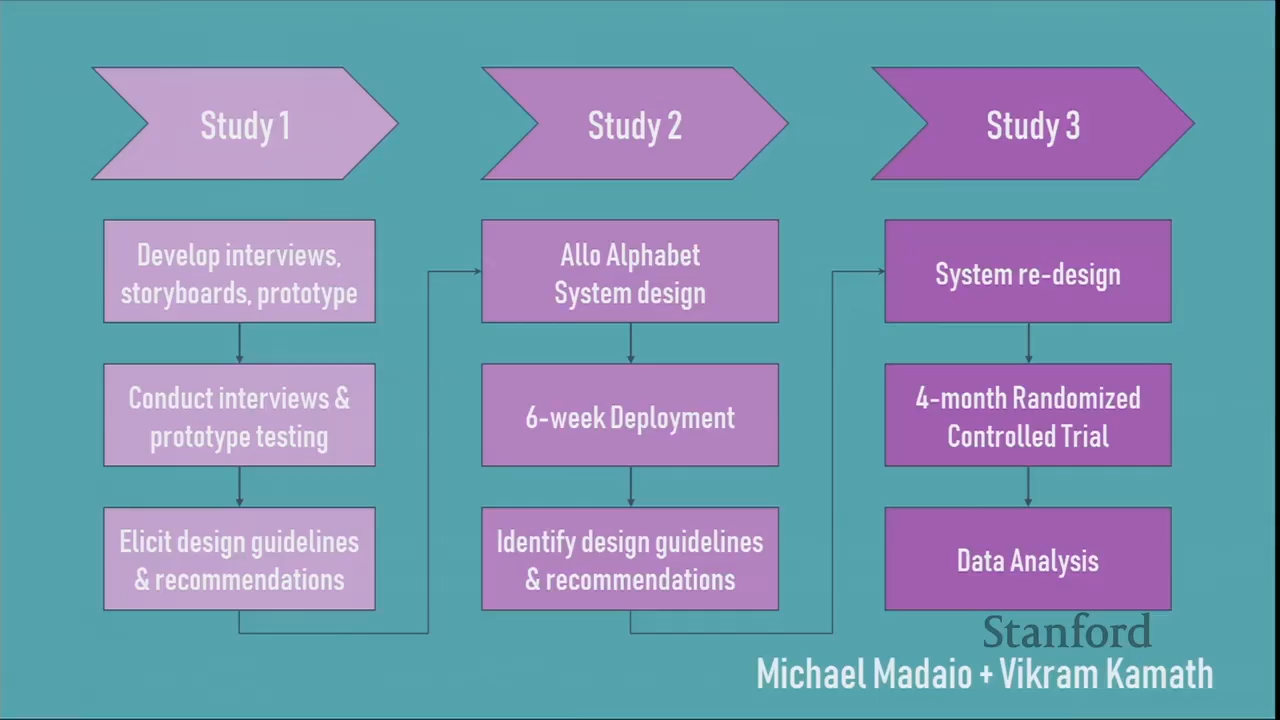 Study 1
Study 2
Study 3
Develop interviews,
storyboards, prototype
Conduct interviews &
prototype testing
Elicit design guidelines
& recommendations
Allo Alphabet
System design
6-week Deployment
Identify design guidelines
& recommendations
System re-design
4-month Randomized
Controlled Trial
Data Analysis
Stanford
Michael Madaio + Vikram Kamath